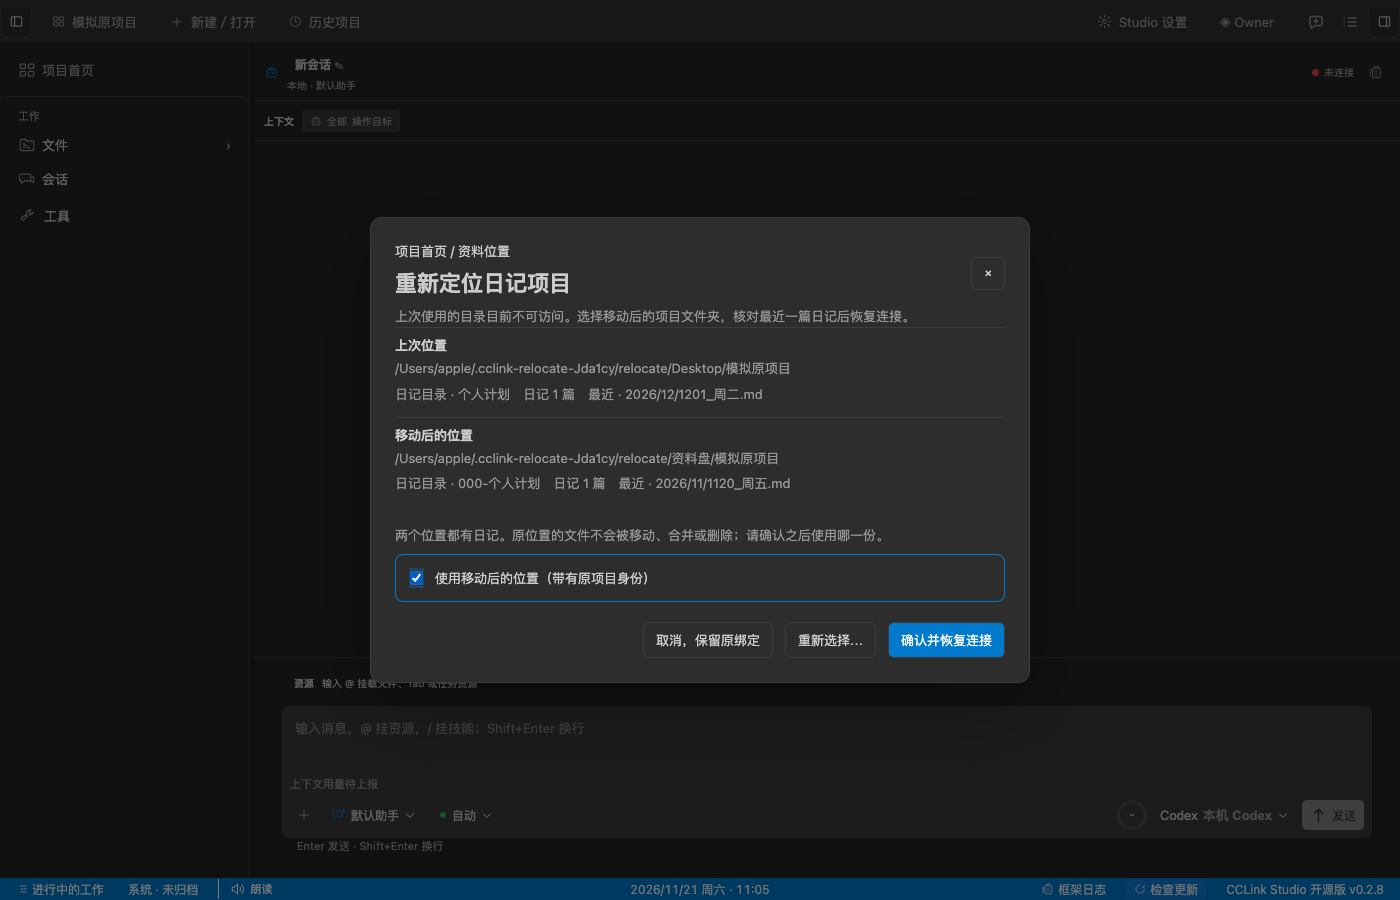 模拟原项目
新建 / 打开
历史项目
Studio 设置
Owner
项目首页
工作
文件
会话
工具
新会话
本地 · 默认助手
未连接
上下文
全部 操作目标
项目首页 / 资料位置
重新定位日记项目
×
上次使用的目录目前不可访问。选择移动后的项目文件夹，核对最近一篇日记后恢复连接。
上次位置
/Users/apple/.cclink-relocate-Jda1cy/relocate/Desktop/模拟原项目
日记目录 · 个人计划 日记 1 篇 最近 · 2026/12/1201_周二.md
移动后的位置
/Users/apple/.cclink-relocate-Jda1cy/relocate/资料盘/模拟原项目
日记目录 · 000-个人计划 日记 1 篇 最近 · 2026/11/1120_周五.md
两个位置都有日记。原位置的文件不会被移动、合并或删除；请确认之后使用哪一份。
使用移动后的位置（带有原项目身份）
取消，保留原绑定
重新选择...
确认并恢复连接
资源 输入 @ 挂载文件、Tab 或任务资源
输入消息，@ 挂资源，/ 挂技能；Shift+Enter 换行
上下文用量待上报
默认助手
自动
-
Codex 本机 Codex
发送
Enter 发送 · Shift+Enter 换行
进行中的工作
系统 · 未归档
朗读
2026/11/21 周六 · 11:05
框架日志
检查更新
CCLink Studio 开源版 v0.2.8